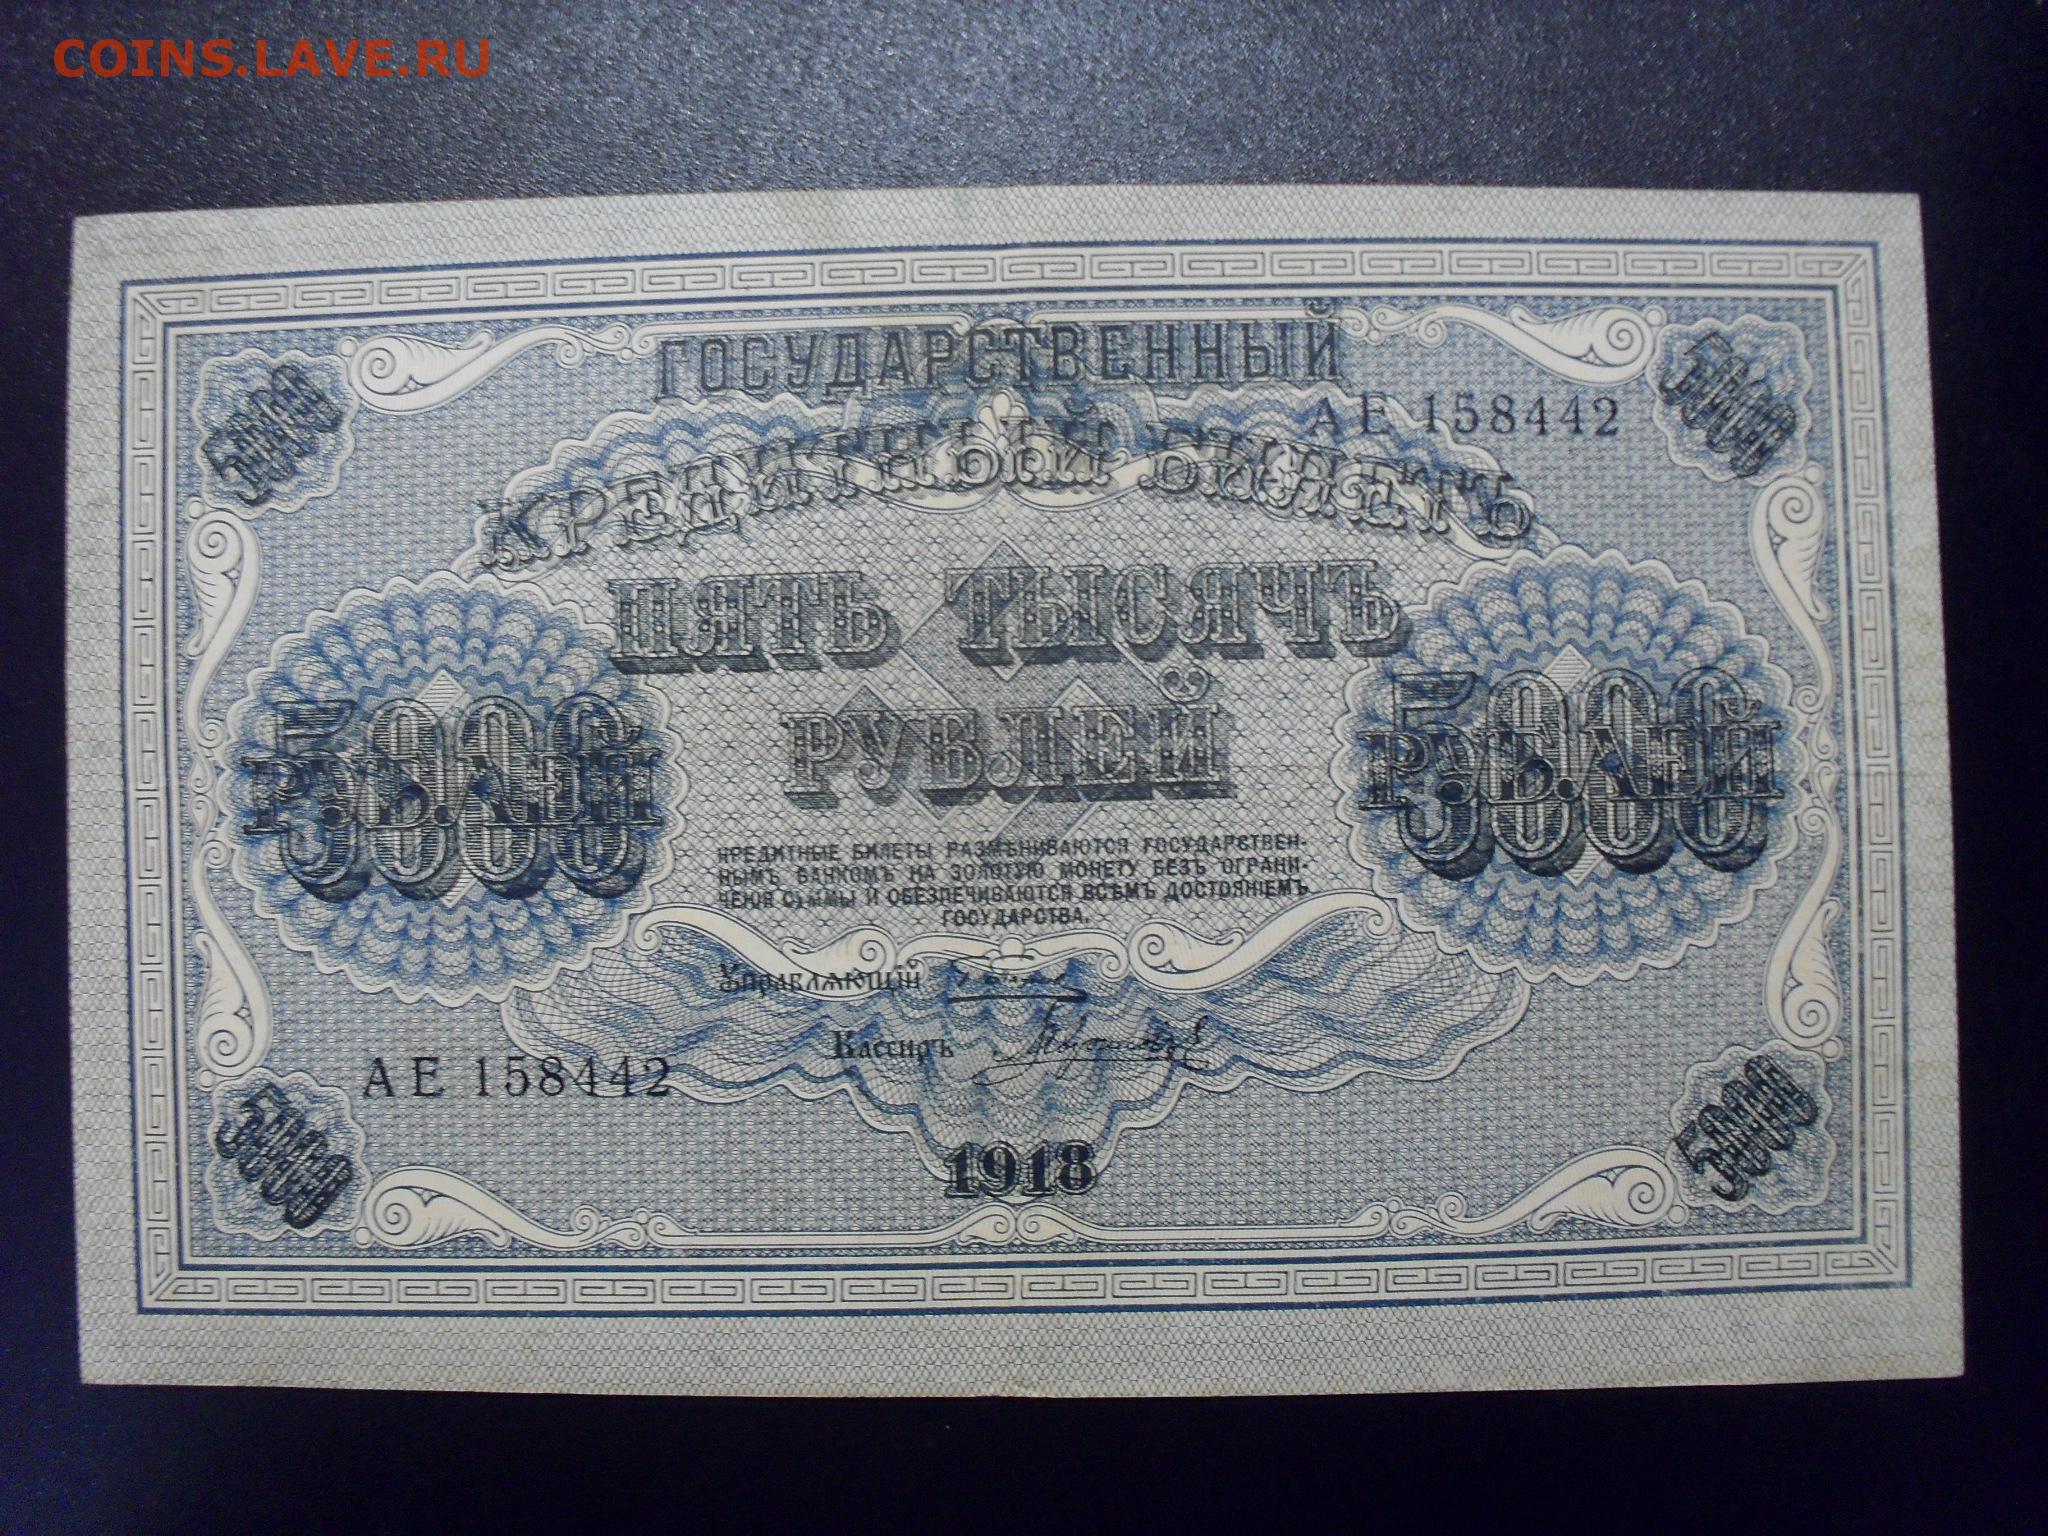 COINS.LAVE.RU
ГОСУДАРСТВЕННЫЙ
АЕ 158442
КРЕДИТНЫЙ БИЛЕТЪ
5000
5000
ПЯТЬ ТЫСЯЧЪ
РУБЛЕЙ
5000
РУБЛЕЙ
5000
РУБЛЕЙ
КРЕДИТНЫЕ БИЛЕТЫ РАЗМѢНИВАЮТСЯ ГОСУДАРСТВЕН-
НЫМЪ БАНКОМЪ НА ЗОЛОТУЮ МОНЕТУ БЕЗЪ ОГРАНИ-
ЧЕНІЯ СУММЫ И ОБЕЗПЕЧИВАЮТСЯ ВСѢМЪ ДОСТОЯНІЕМЪ
ГОСУДАРСТВА.
Управляющій
Кассиръ
АЕ 158442
5000
1918
5000